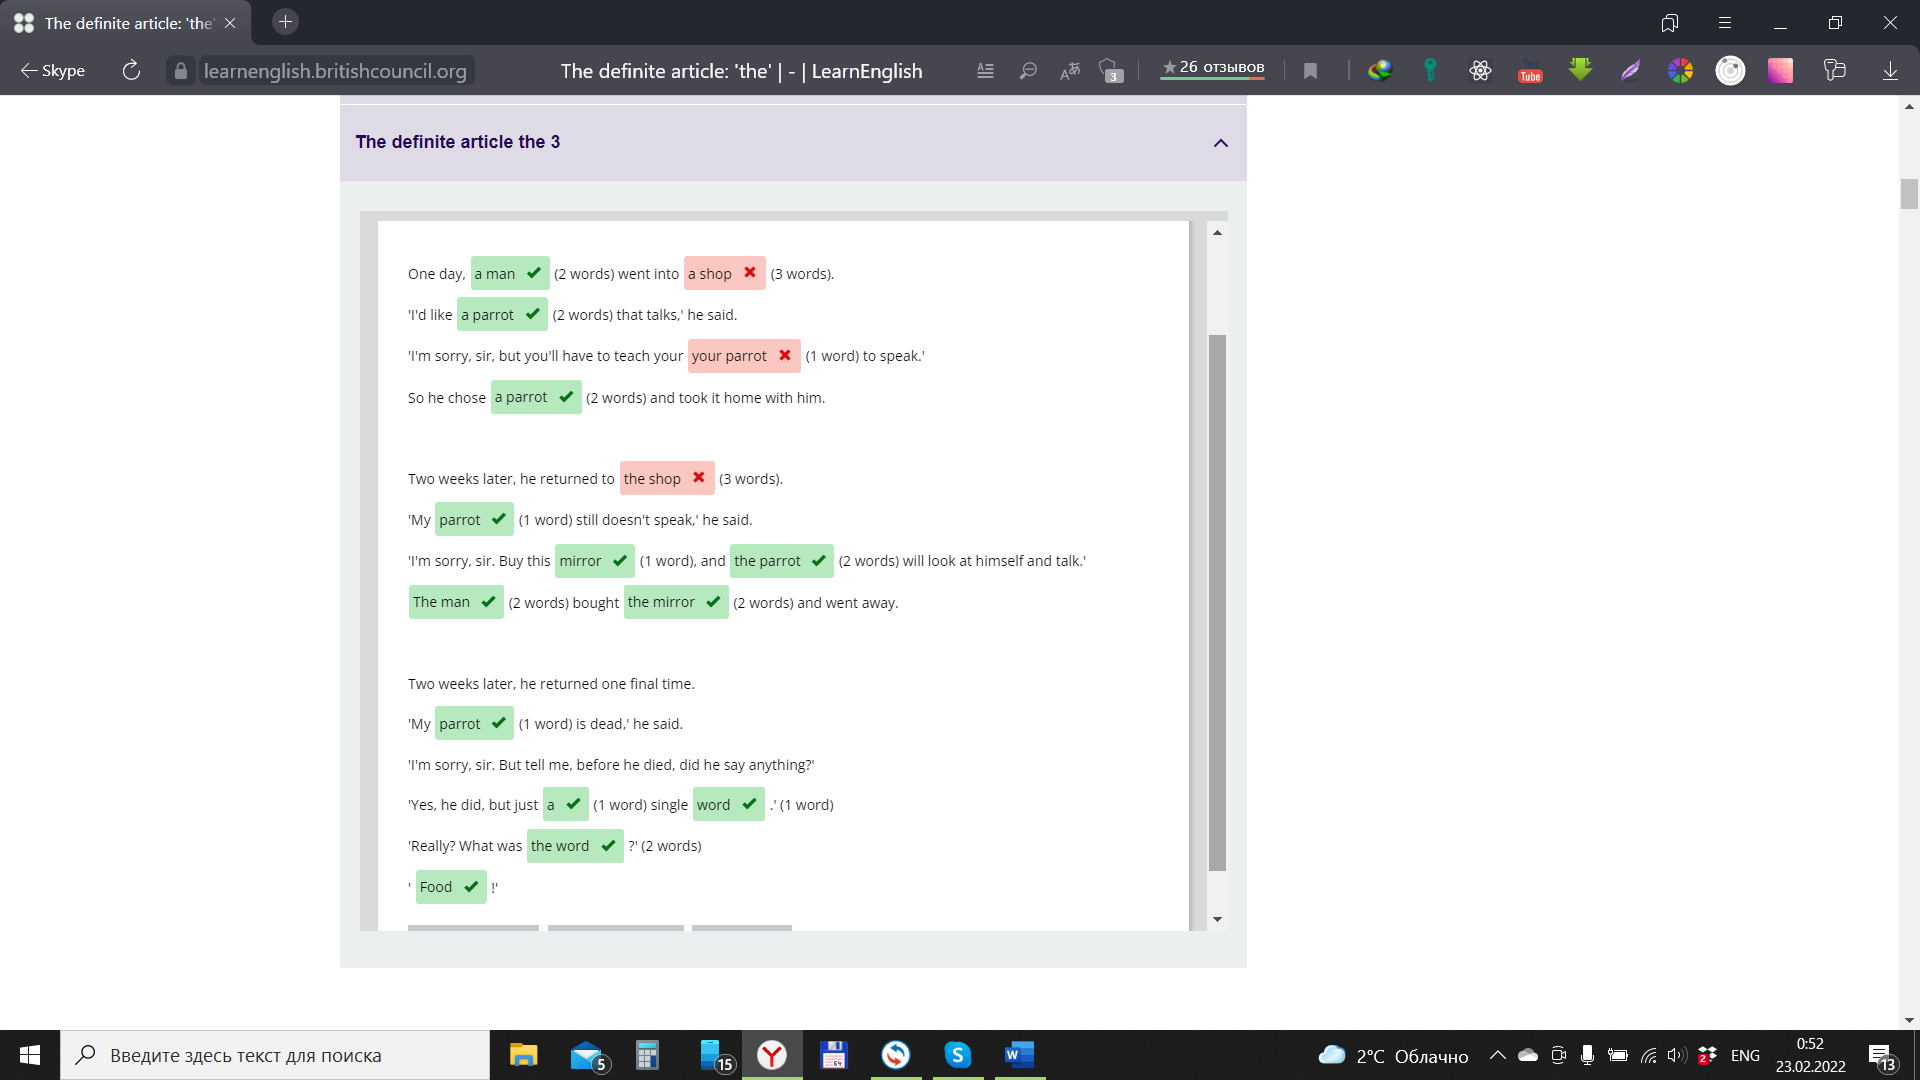 The definite article: 'the'
← Skype
learnenglish.britishcouncil.org
The definite article: 'the' | - | LearnEnglish
3
★ 26 отзывов
You Tube
The definite article the 3
One day, a man (2 words) went into a shop (3 words).
'I'd like a parrot (2 words) that talks,' he said.
'I'm sorry, sir, but you'll have to teach your your parrot (1 word) to speak.'
So he chose a parrot (2 words) and took it home with him.
Two weeks later, he returned to the shop (3 words).
'My parrot (1 word) still doesn't speak,' he said.
'I'm sorry, sir. Buy this mirror (1 word), and the parrot (2 words) will look at himself and talk.'
The man (2 words) bought the mirror (2 words) and went away.
Two weeks later, he returned one final time.
'My parrot (1 word) is dead,' he said.
'I'm sorry, sir. But tell me, before he died, did he say anything?'
'Yes, he did, but just a (1 word) single word .' (1 word)
'Really? What was the word ?' (2 words)
' Food !'
Введите здесь текст для поиска
5
15
64
2°C Облачно
2
ENG
0:52
23.02.2022
13